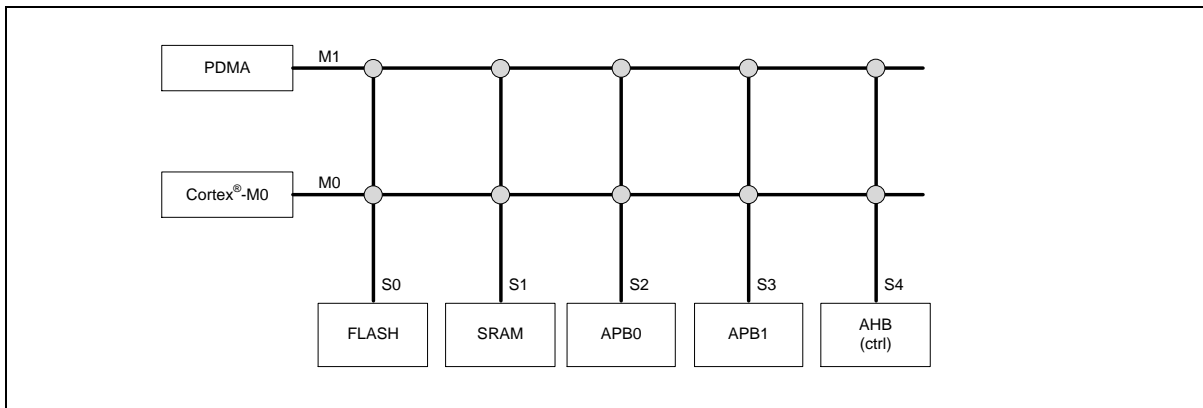 PDMA
M1
Cortex®-M0
M0
S0
S1
S2
S3
S4
FLASH
SRAM
APB0
APB1
AHB
(ctrl)